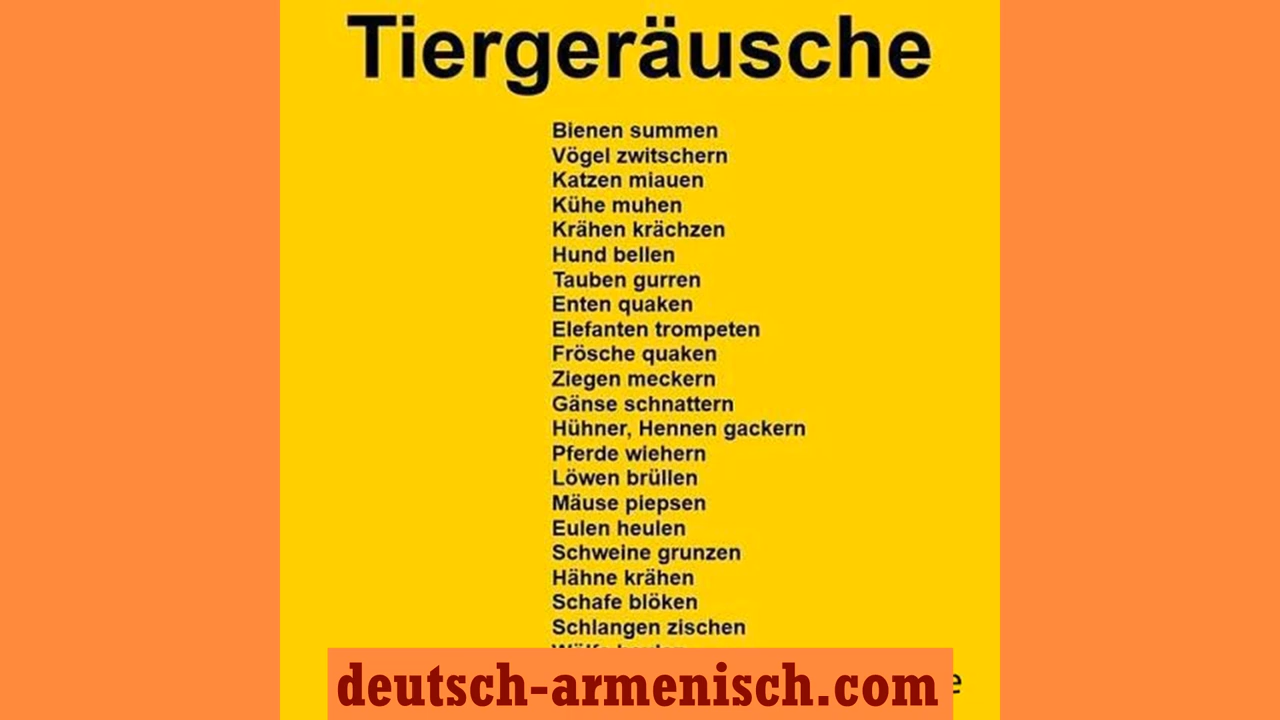 Tiergeräusche
Bienen summen
Vögel zwitschern
Katzen miauen
Kühe muhen
Krähen krächzen
Hund bellen
Tauben gurren
Enten quaken
Elefanten trompeten
Frösche quaken
Ziegen meckern
Gänse schnattern
Hühner, Hennen gackern
Pferde wiehern
Löwen brüllen
Mäuse piepsen
Eulen heulen
Schweine grunzen
Hähne krähen
Schafe blöken
Schlangen zischen
deutsch-armenisch.com